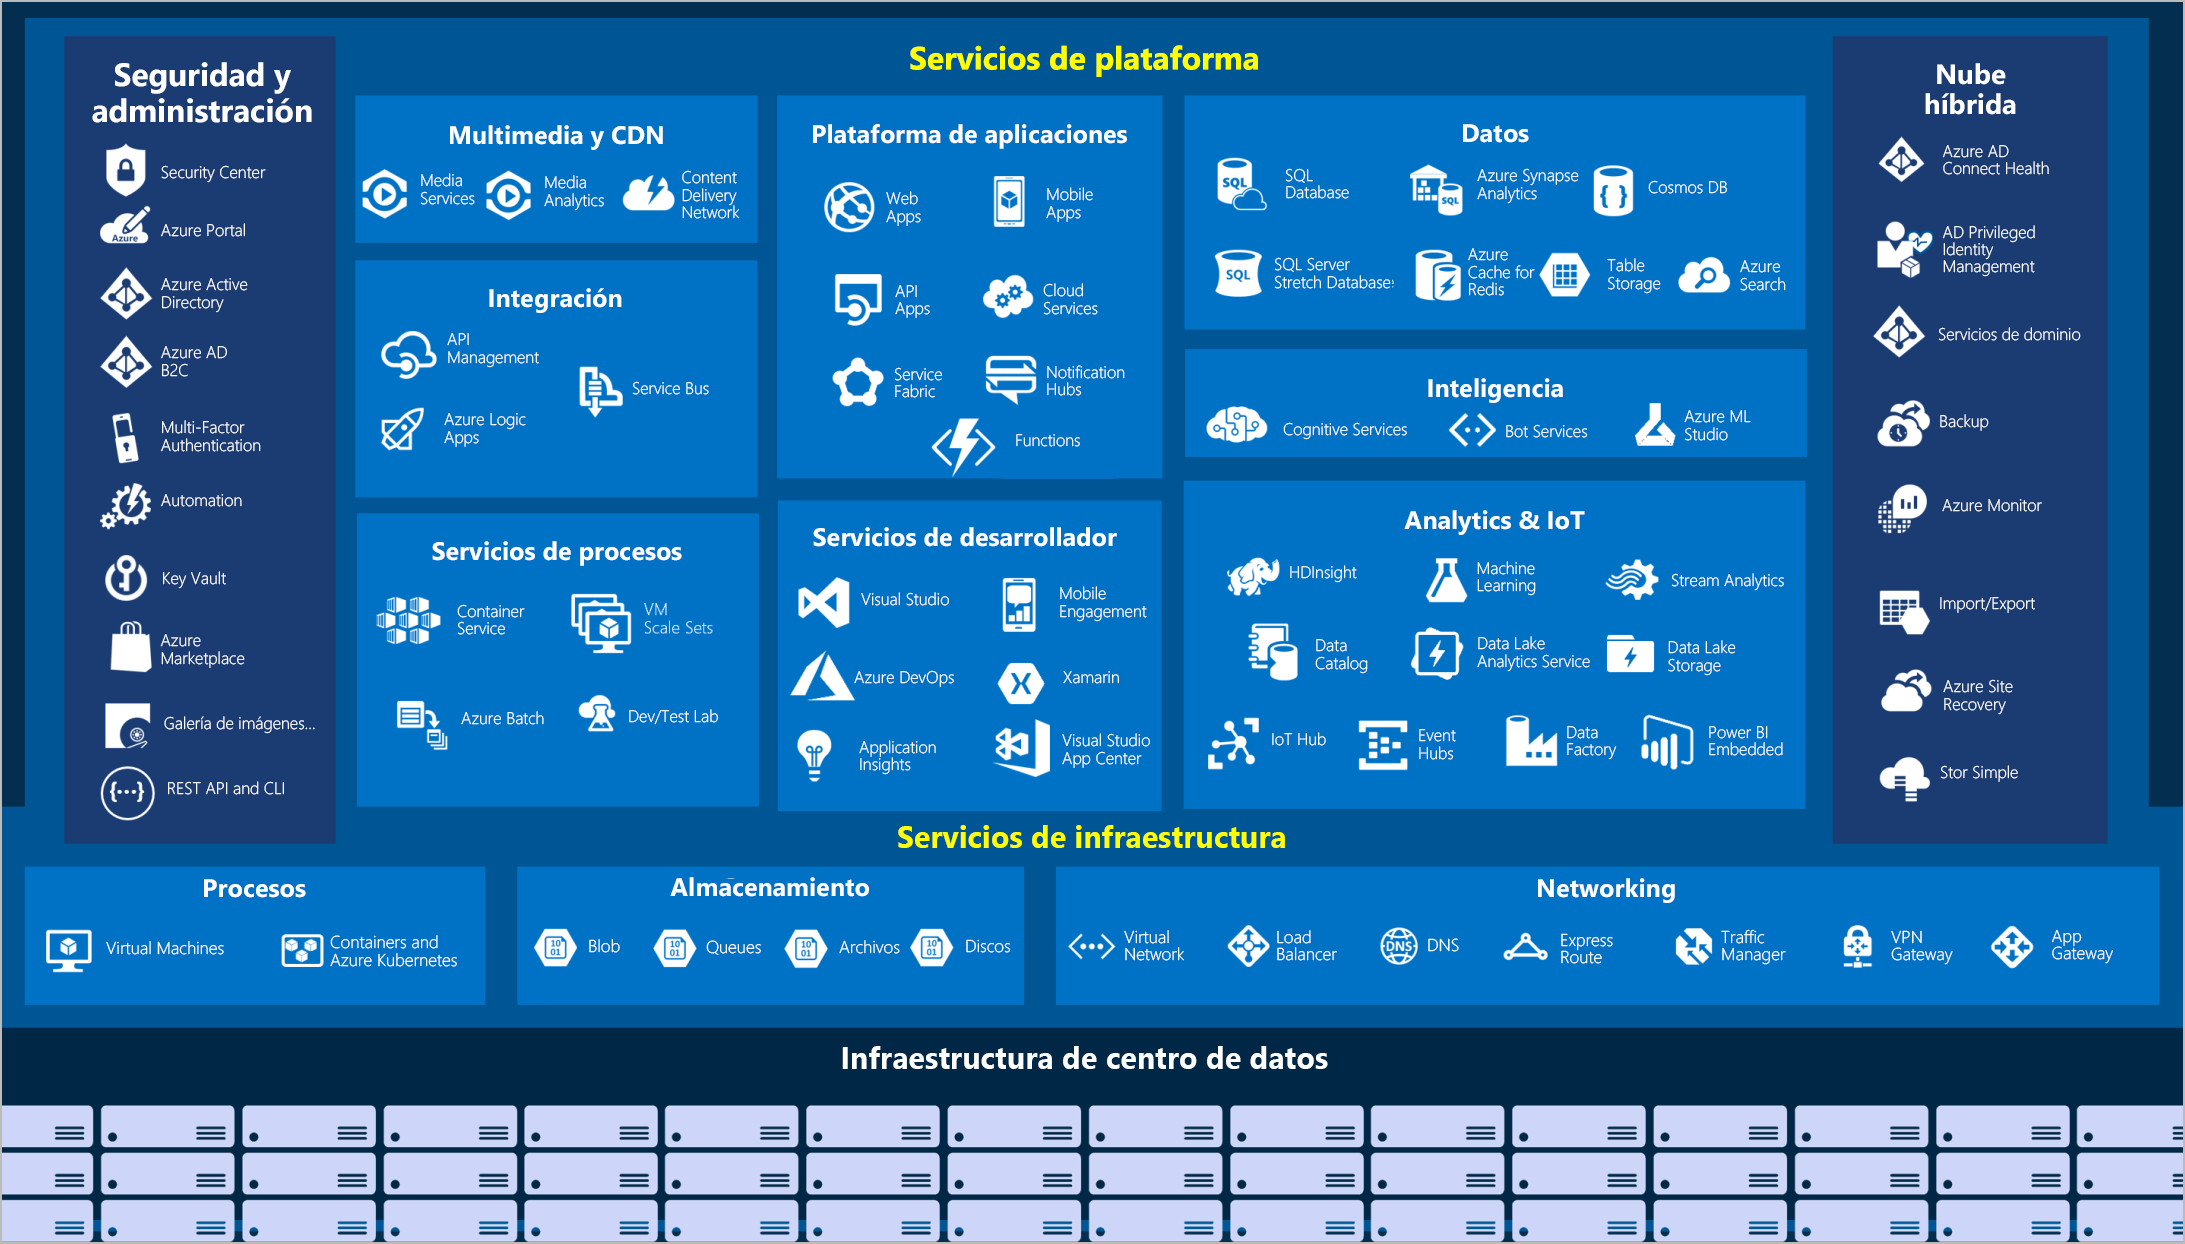 Servicios de plataforma
Seguridad y
administración
Security Center
Azure
Azure Portal
Azure Active
Directory
Azure AD
B2C
Multi-Factor
Authentication
Automation
Key Vault
Azure
Marketplace
Galería de imágenes...
REST API and CLI
Multimedia y CDN
Media
Services
Media
Analytics
Content
Delivery
Network
Integración
API
Management
Service Bus
Azure Logic
Apps
Servicios de procesos
Container
Service
VM
Scale Sets
Azure Batch
Dev/Test Lab
Plataforma de aplicaciones
Web
Apps
Mobile
Apps
API
Apps
Cloud
Services
Service
Fabric
Notification
Hubs
Functions
Servicios de desarrollador
Visual Studio
Mobile
Engagement
Azure DevOps
X
Xamarin
Application
Insights
Visual Studio
App Center
Datos
SQL
SQL
Database
SQL
Azure Synapse
Analytics
Cosmos DB
SQL
SQL Server
Stretch Database
Azure
Cache for
Redis
Table
Storage
Azure
Search
Inteligencia
Cognitive Services
Bot Services
Azure ML
Studio
Analytics & IoT
HDInsight
Machine
Learning
Stream Analytics
Data
Catalog
Data Lake
Analytics Service
Data Lake
Storage
IoT Hub
Event
Hubs
Data
Factory
Power BI
Embedded
Nube
híbrida
Azure AD
Connect Health
AD Privileged
Identity
Management
Servicios de dominio
Backup
Azure Monitor
Import/Export
Azure Site
Recovery
Stor Simple
Servicios de infraestructura
Procesos
Virtual Machines
Containers and
Azure Kubernetes
Almacenamiento
10
01
Blob
10
01
Queues
10
01
Archivos
10
01
Discos
Networking
Virtual
Network
Load
Balancer
DNS
DNS
Express
Route
Traffic
Manager
VPN
Gateway
App
Gateway
Infraestructura de centro de datos